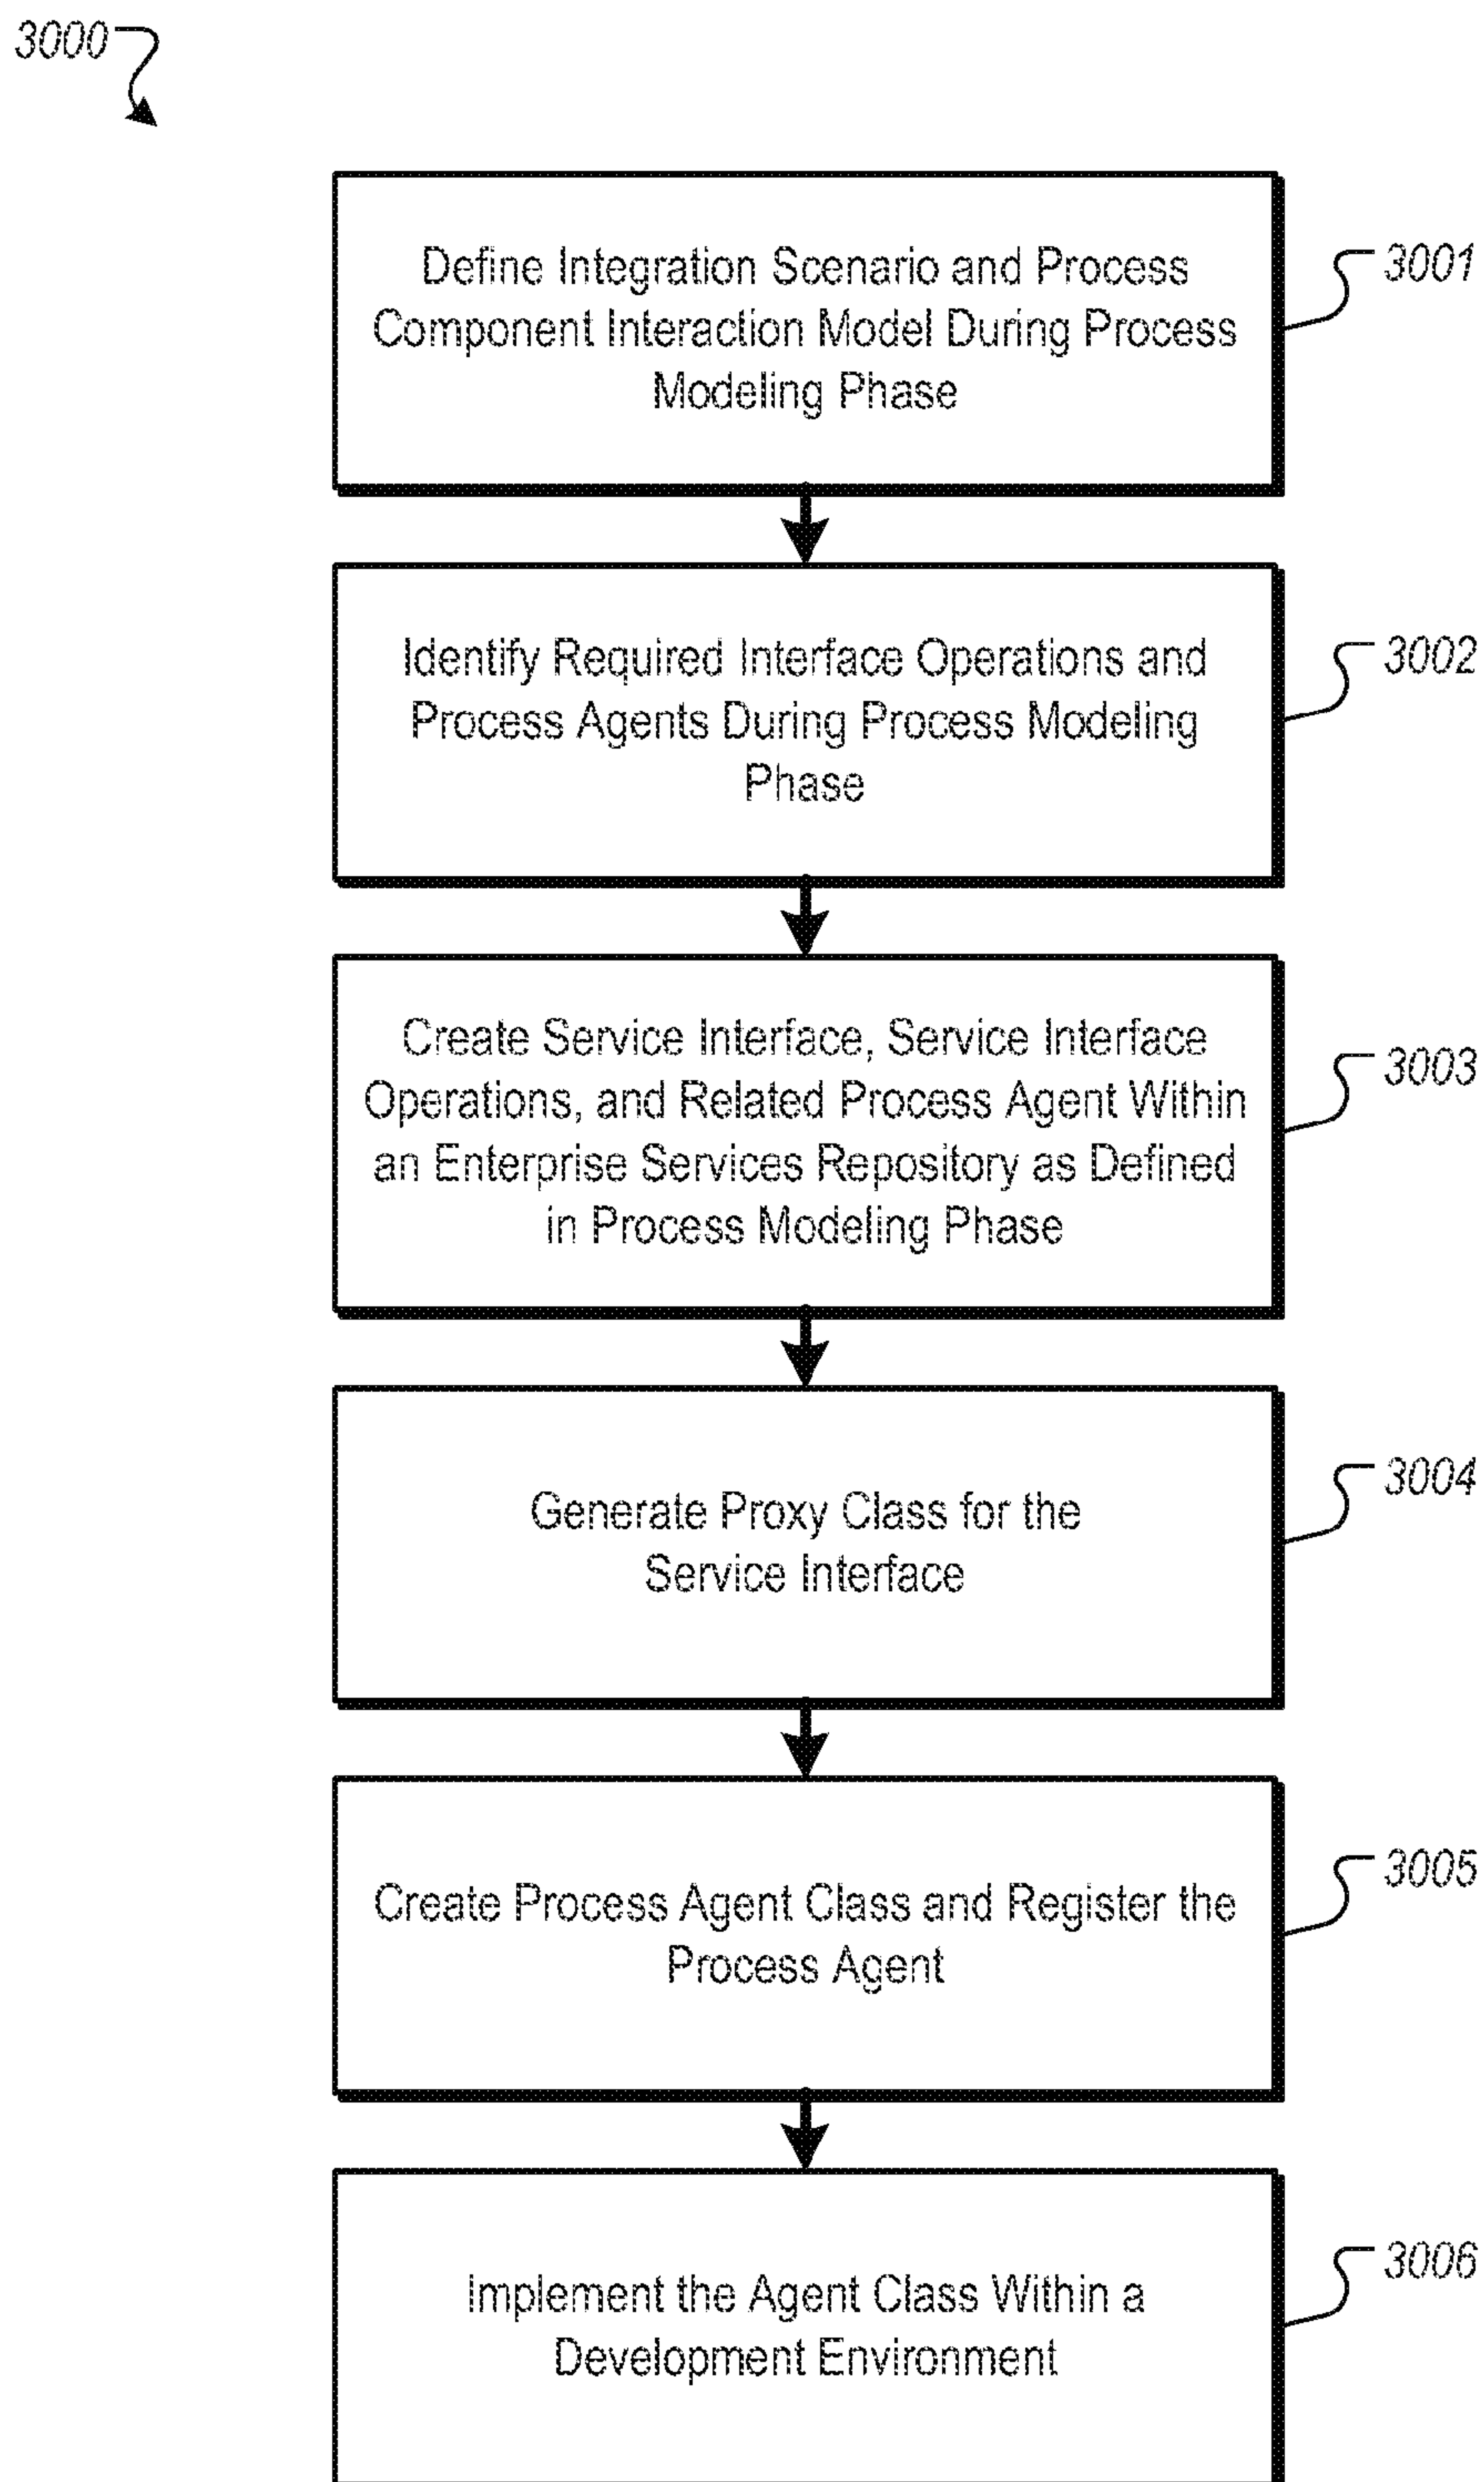 3000
Define Integration Scenario and Process
Component Interaction Model During Process
Modeling Phase
3001
Identify Required Interface Operations and
Process Agents During Process Modeling
Phase
3002
Create Service Interface, Service Interface
Operations, and Related Process Agent Within
an Enterprise Services Repository as Defined
in Process Modeling Phase
3003
Generate Proxy Class for the
Service Interface
3004
Create Process Agent Class and Register the
Process Agent
3005
Implement the Agent Class Within a
Development Environment
3006